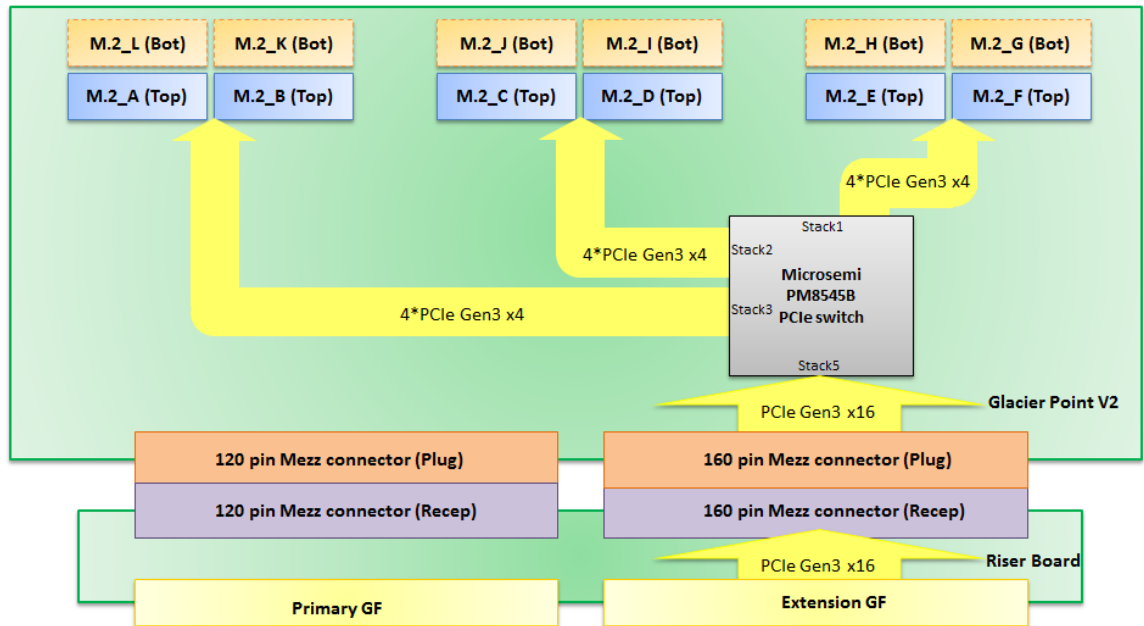 M.2_L (Bot)
M.2_K (Bot)
M.2_J (Bot)
M.2_I (Bot)
M.2_H (Bot)
M.2_G (Bot)
M.2_A (Top)
M.2_B (Top)
M.2_C (Top)
M.2_D (Top)
M.2_E (Top)
M.2_F (Top)
4*PCIe Gen3 x4
4*PCIe Gen3 x4
4*PCIe Gen3 x4
Stack1
Stack2
Microsemi
PM8545B
PCIe switch
Stack3
Stack5
PCIe Gen3 x16
Glacier Point V2
120 pin Mezz connector (Plug)
160 pin Mezz connector (Plug)
120 pin Mezz connector (Recep)
160 pin Mezz connector (Recep)
PCIe Gen3 x16
Riser Board
Primary GF
Extension GF